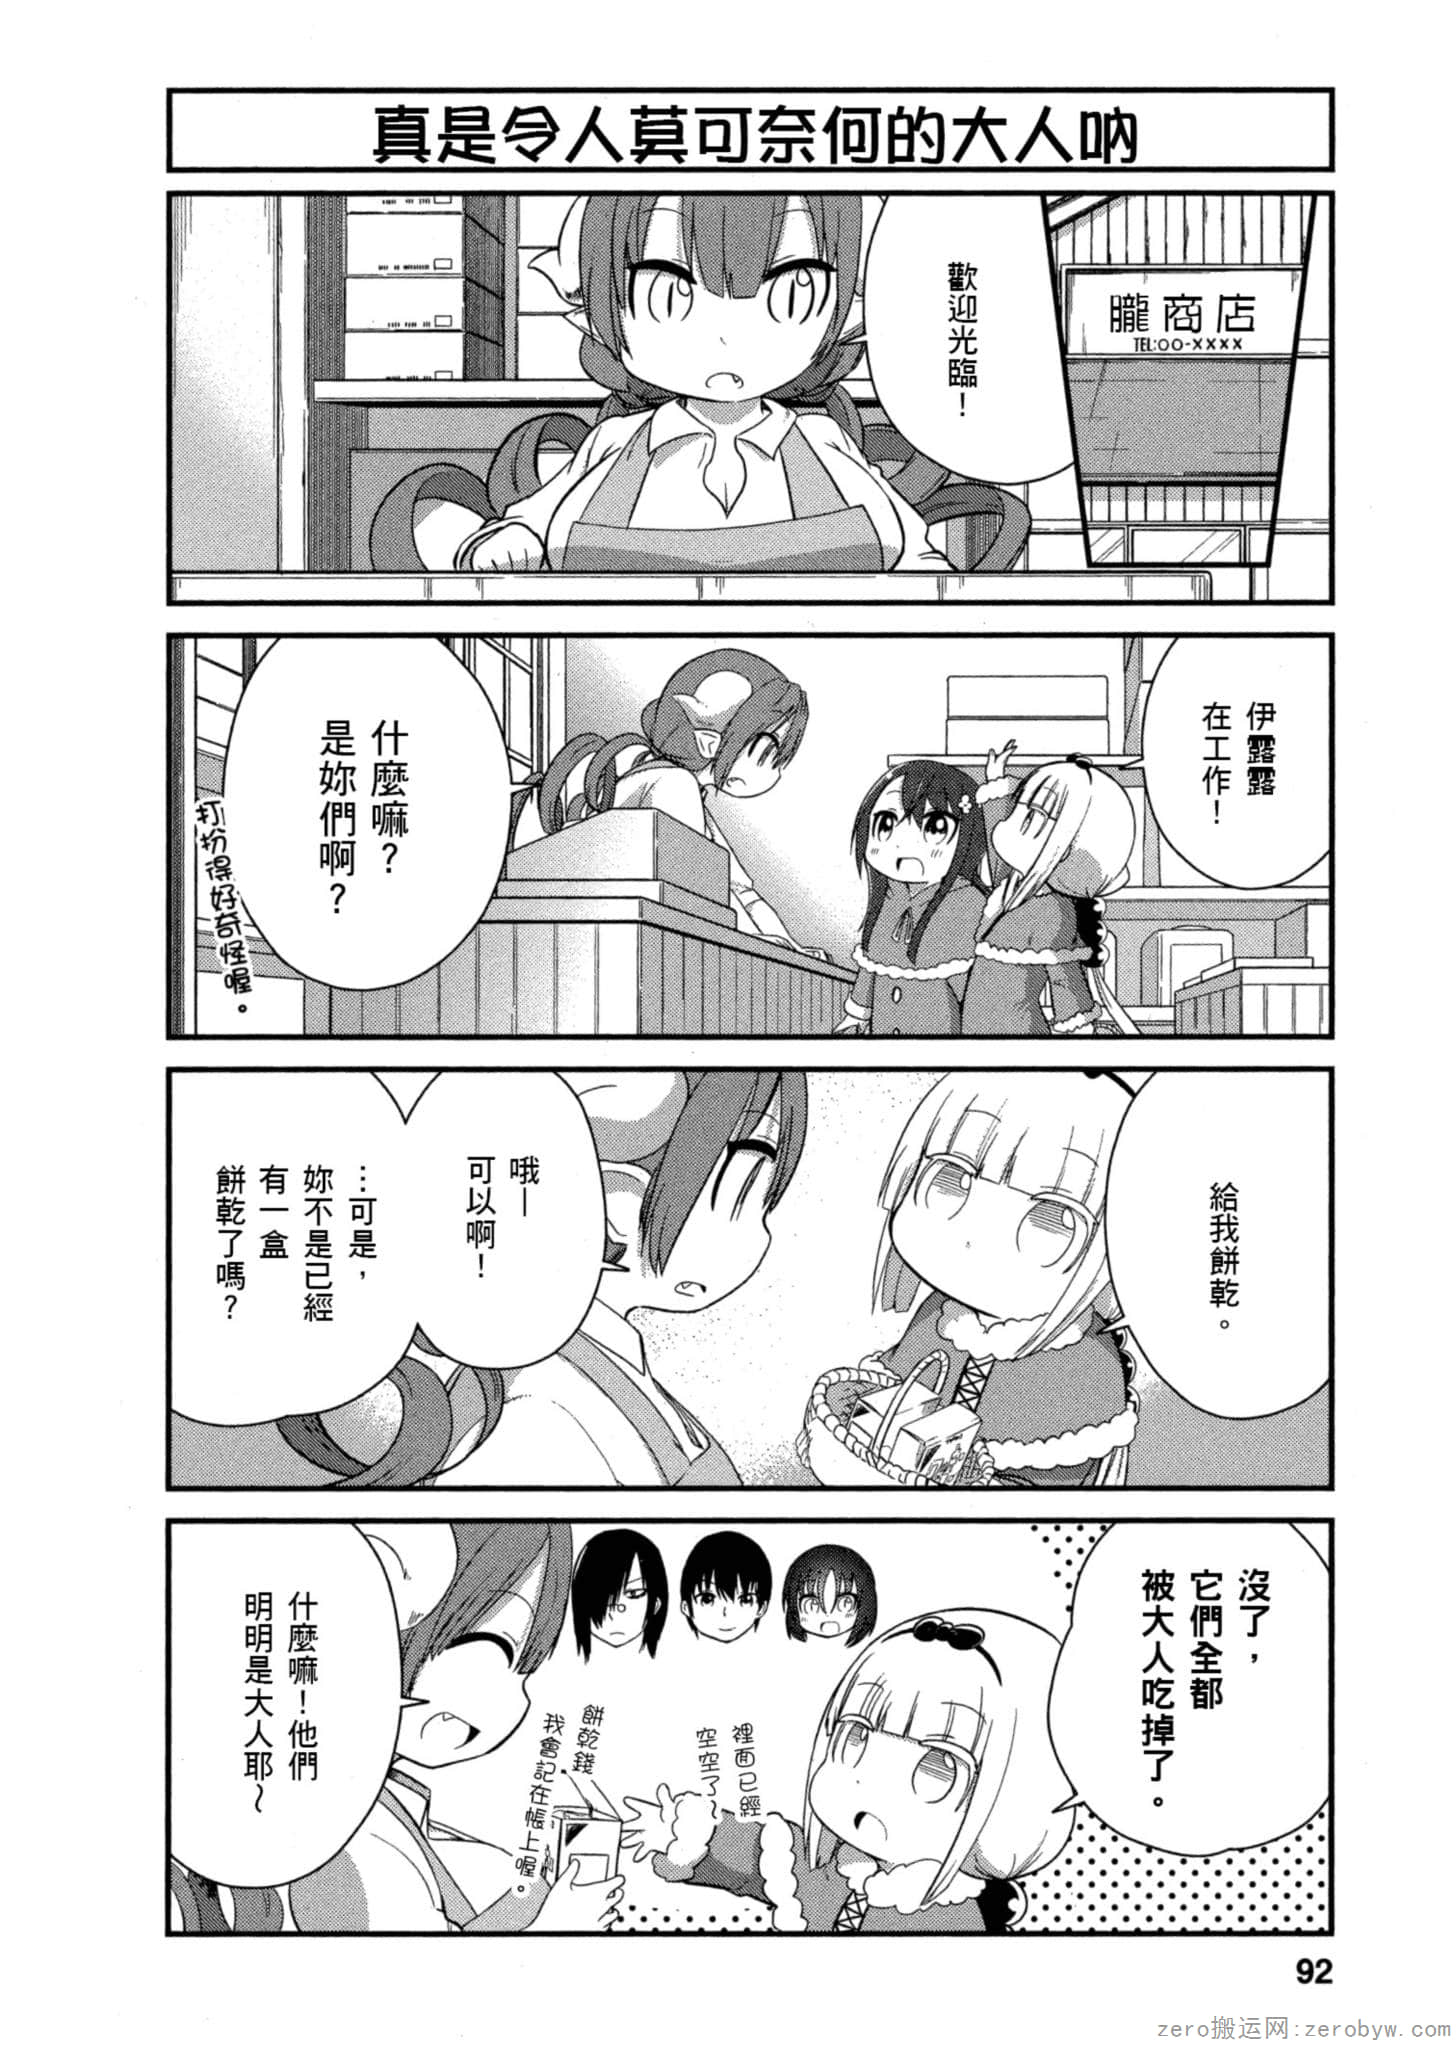 真是令人莫可奈何的大人吶
朧商店
TEL:00-XXXX
歡迎光臨！
伊露露
在工作！
什麼嘛？
是妳們啊？
打扮得好奇怪喔。
給我餅乾。
哦—
可以啊！
…可是，
妳不是已經
有一盒
餅乾了嗎？
沒了，
它們全都
被大人吃掉了。
裡面已經
空空了～
餅乾錢
我會記在帳上喔。
什麼嘛！他們
明明是大人耶～
92
zero搬运网:zerobyw.com